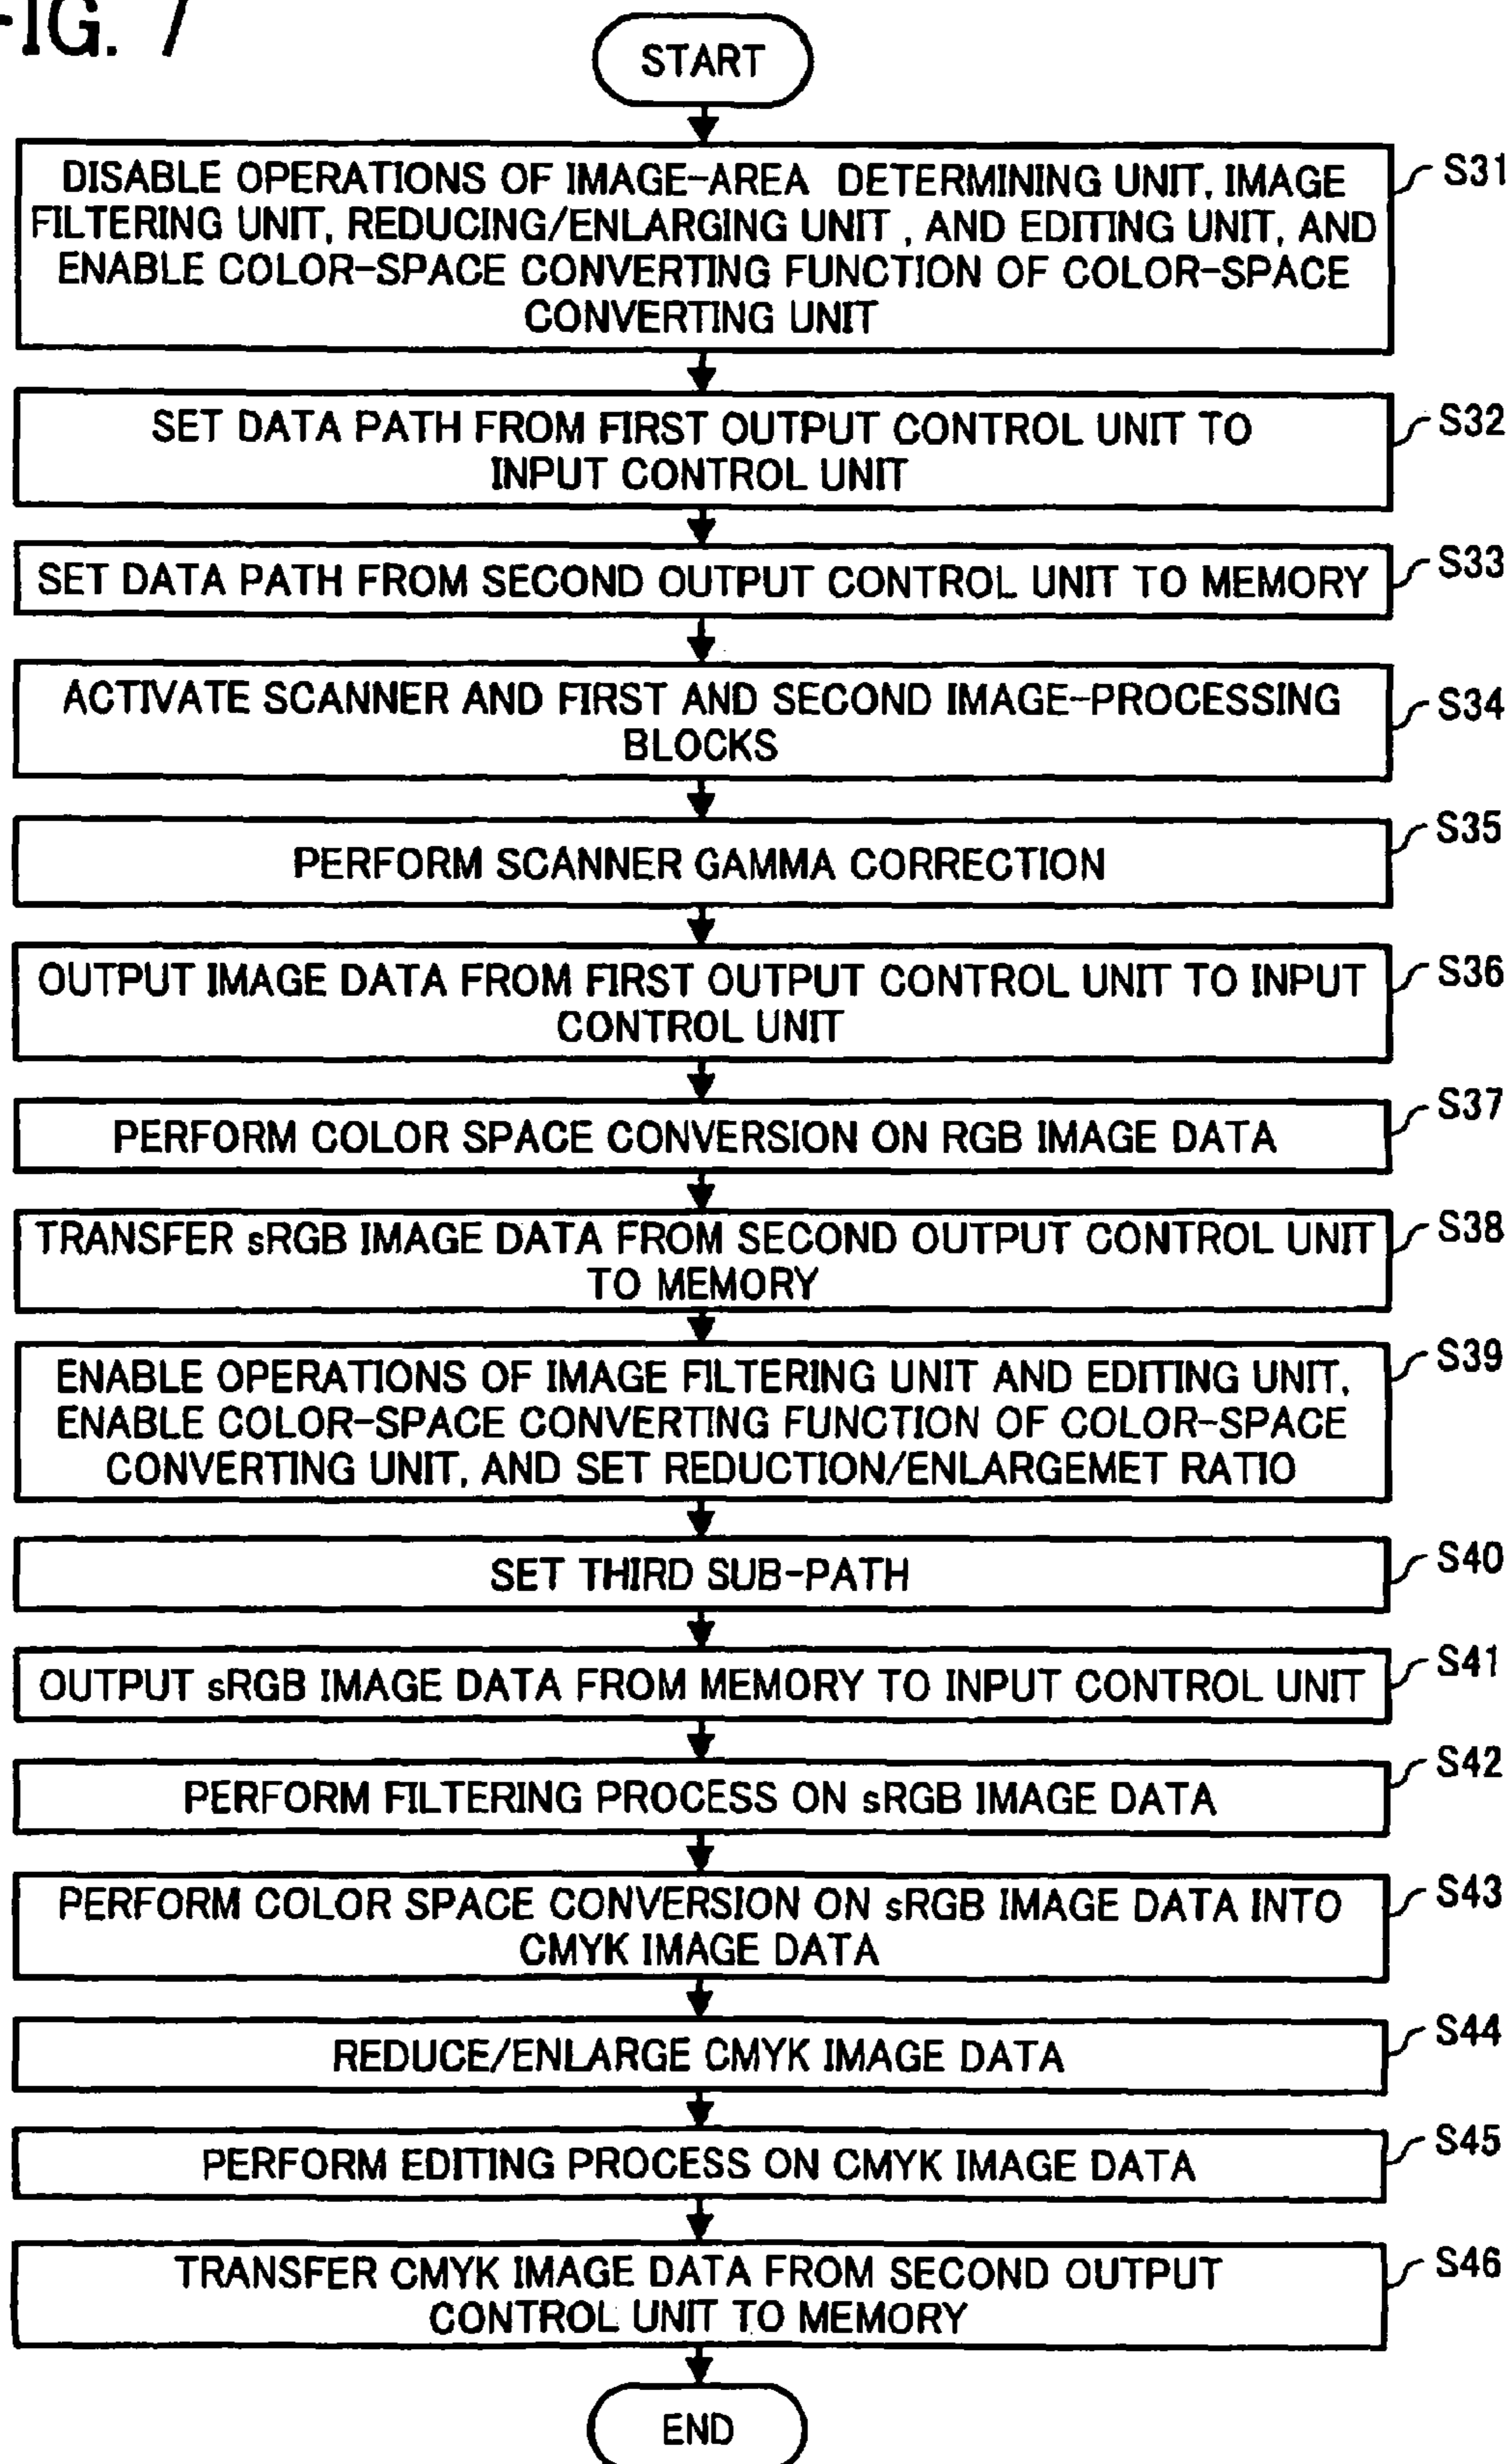 FIG. 7
START
DISABLE OPERATIONS OF IMAGE-AREA DETERMINING UNIT, IMAGE
FILTERING UNIT, REDUCING/ENLARGING UNIT , AND EDITING UNIT, AND
ENABLE COLOR-SPACE CONVERTING FUNCTION OF COLOR-SPACE
CONVERTING UNIT
S31
SET DATA PATH FROM FIRST OUTPUT CONTROL UNIT TO
INPUT CONTROL UNIT
S32
SET DATA PATH FROM SECOND OUTPUT CONTROL UNIT TO MEMORY
S33
ACTIVATE SCANNER AND FIRST AND SECOND IMAGE-PROCESSING
BLOCKS
S34
PERFORM SCANNER GAMMA CORRECTION
S35
OUTPUT IMAGE DATA FROM FIRST OUTPUT CONTROL UNIT TO INPUT
CONTROL UNIT
S36
PERFORM COLOR SPACE CONVERSION ON RGB IMAGE DATA
S37
TRANSFER sRGB IMAGE DATA FROM SECOND OUTPUT CONTROL UNIT
TO MEMORY
S38
ENABLE OPERATIONS OF IMAGE FILTERING UNIT AND EDITING UNIT,
ENABLE COLOR-SPACE CONVERTING FUNCTION OF COLOR-SPACE
CONVERTING UNIT, AND SET REDUCTION/ENLARGEMET RATIO
S39
SET THIRD SUB-PATH
S40
OUTPUT sRGB IMAGE DATA FROM MEMORY TO INPUT CONTROL UNIT
S41
PERFORM FILTERING PROCESS ON sRGB IMAGE DATA
S42
PERFORM COLOR SPACE CONVERSION ON sRGB IMAGE DATA INTO
CMYK IMAGE DATA
S43
REDUCE/ENLARGE CMYK IMAGE DATA
S44
PERFORM EDITING PROCESS ON CMYK IMAGE DATA
S45
TRANSFER CMYK IMAGE DATA FROM SECOND OUTPUT
CONTROL UNIT TO MEMORY
S46
END